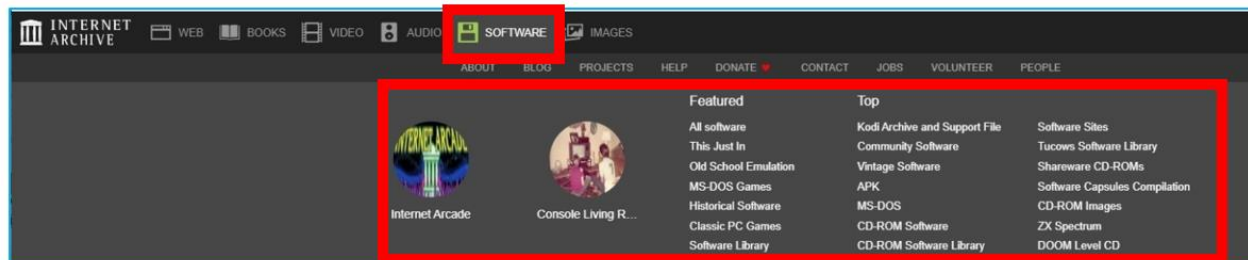 INTERNET
ARCHIVE
WEB BOOKS VIDEO AUDIO SOFTWARE IMAGES
ABOUT BLOG PROJECTS HELP DONATE CONTACT JOBS VOLUNTEER PEOPLE
INTERNET ARCADE
Internet Arcade
Console Living R...
Featured
All software
This Just In
Old School Emulation
MS-DOS Games
Historical Software
Classic PC Games
Software Library
Top
Kodi Archive and Support File
Community Software
Vintage Software
APK
MS-DOS
CD-ROM Software
CD-ROM Software Library
Software Sites
Tucows Software Library
Shareware CD-ROMs
Software Capsules Compilation
CD-ROM Images
ZX Spectrum
DOOM Level CD